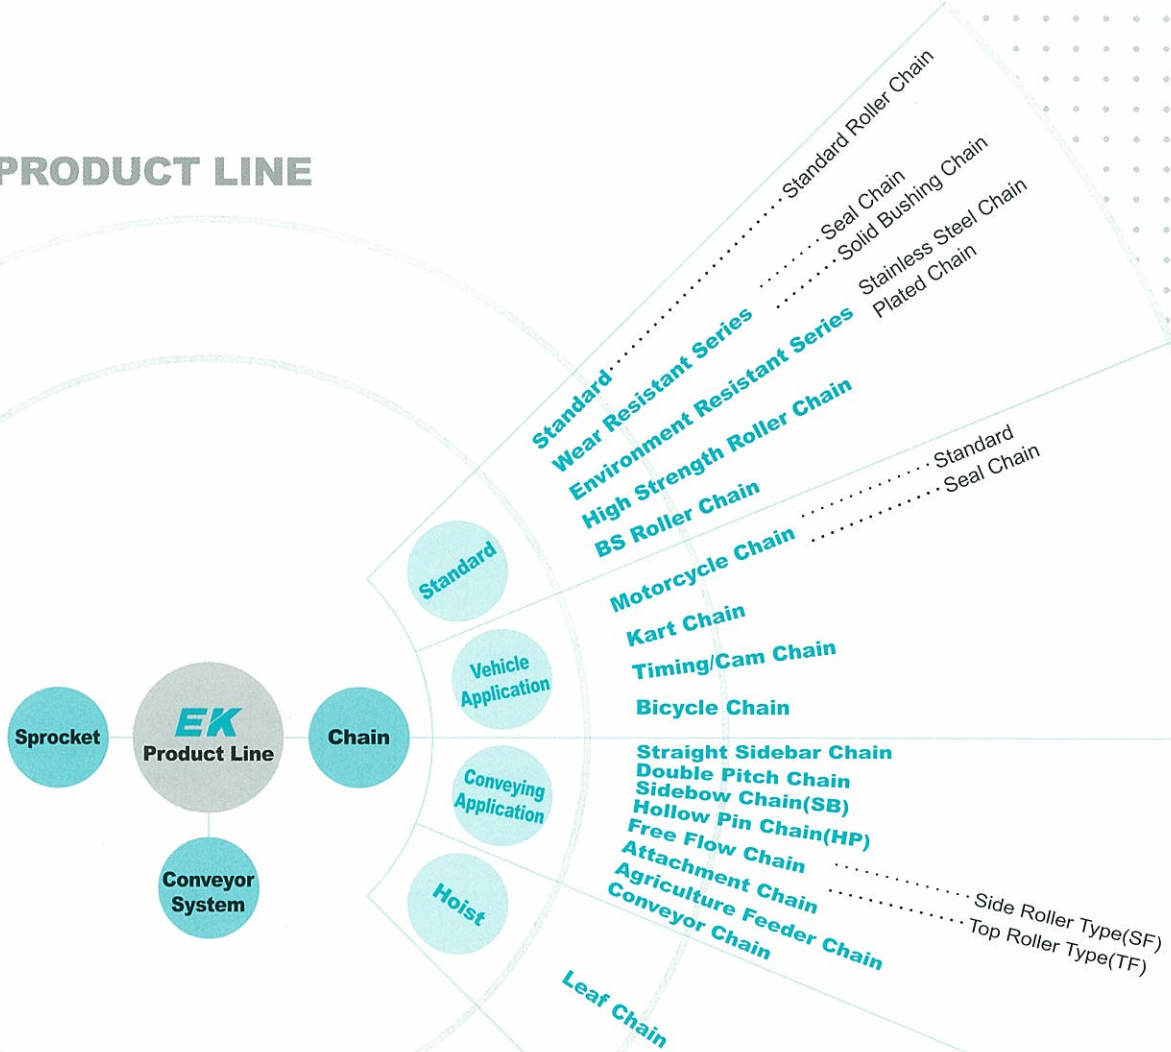 PRODUCT LINE
Sprocket
EK
Product Line
Chain
Conveyor
System
Standard
Standard
Standard Roller Chain
Wear Resistant Series
Seal Chain
Solid Bushing Chain
Environment Resistant Series
Stainless Steel Chain
Plated Chain
High Strength Roller Chain
BS Roller Chain
Vehicle
Application
Motorcycle Chain
Standard
Seal Chain
Kart Chain
Timing/Cam Chain
Bicycle Chain
Conveying
Application
Straight Sidebar Chain
Double Pitch Chain
Sidebow Chain(SB)
Hollow Pin Chain(HP)
Free Flow Chain
Side Roller Type(SF)
Top Roller Type(TF)
Attachment Chain
Agriculture Feeder Chain
Conveyor Chain
Hoist
Leaf Chain